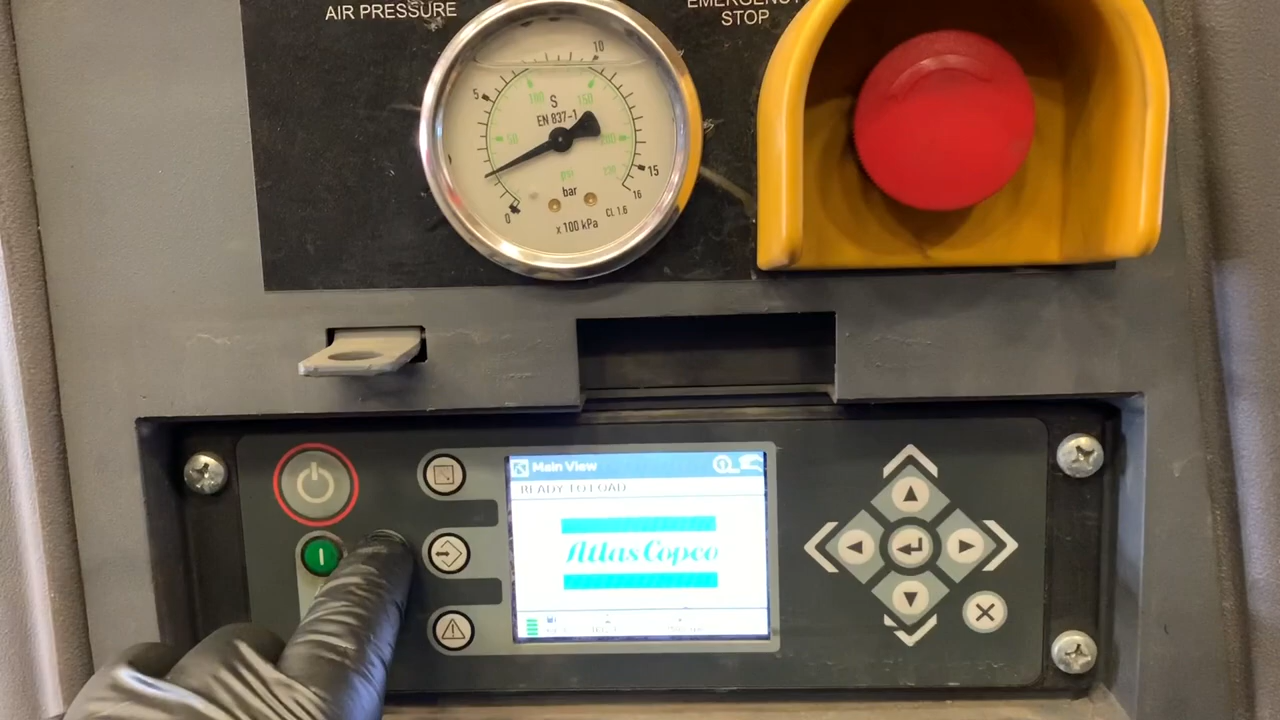 AIR PRESSURE
EMERGENCY
STOP
10
5
100
S
150
EN 837-1
50
200
psi
15
bar
16
0
CL 1.6
x 100 kPa
Main View
READY TO LOAD
Atlas Copco